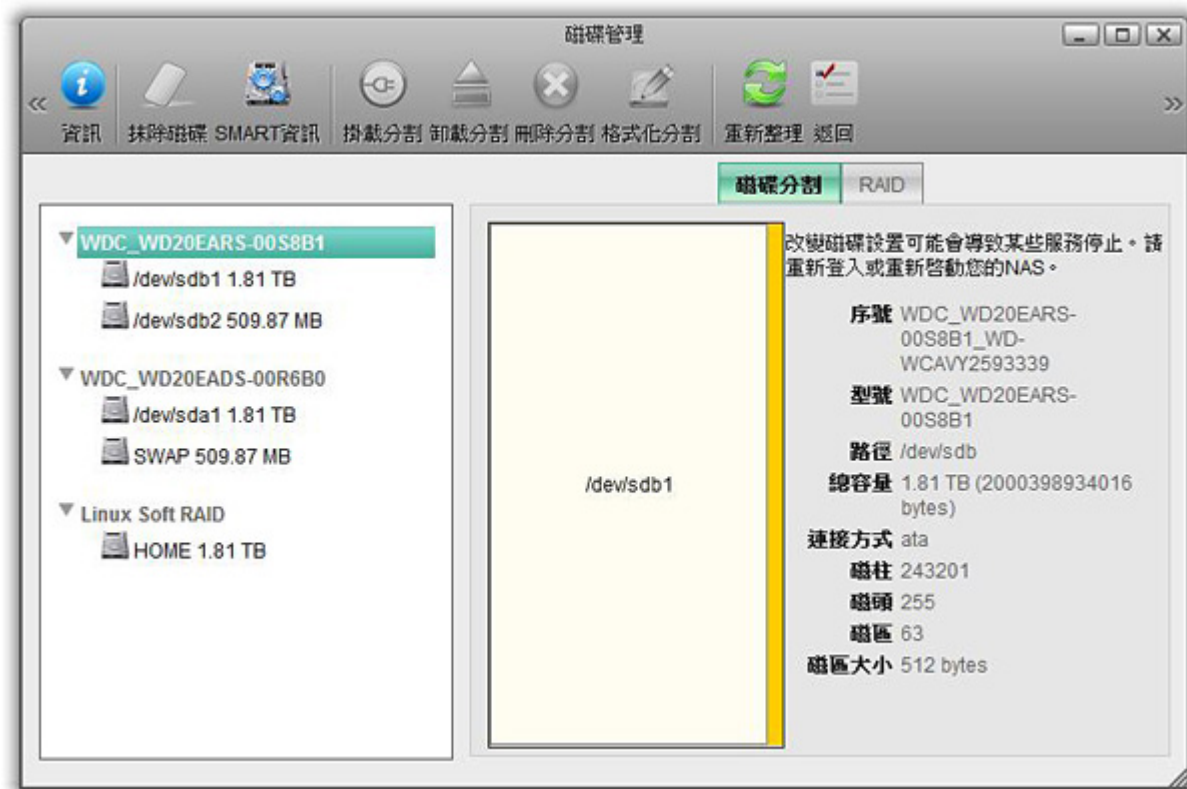 磁碟管理
資訊 抹除磁碟 SMART資訊 掛載分割 卸載分割 刪除分割 格式化分割 重新整理 返回
磁碟分割 RAID
WDC_WD20EARS-00S8B1
/dev/sdb1 1.81 TB
/dev/sdb2 509.87 MB
WDC_WD20EADS-00R6B0
/dev/sda1 1.81 TB
SWAP 509.87 MB
Linux Soft RAID
HOME 1.81 TB
/dev/sdb1
改變磁碟設置可能會導致某些服務停止。請
重新登入或重新啓動您的NAS。
序號 WDC_WD20EARS-
00S8B1_WD-
WCAVY2593339
型號 WDC_WD20EARS-
00S8B1
路徑 /dev/sdb
總容量 1.81 TB (2000398934016
bytes)
連接方式 ata
磁柱 243201
磁頭 255
磁區 63
磁區大小 512 bytes